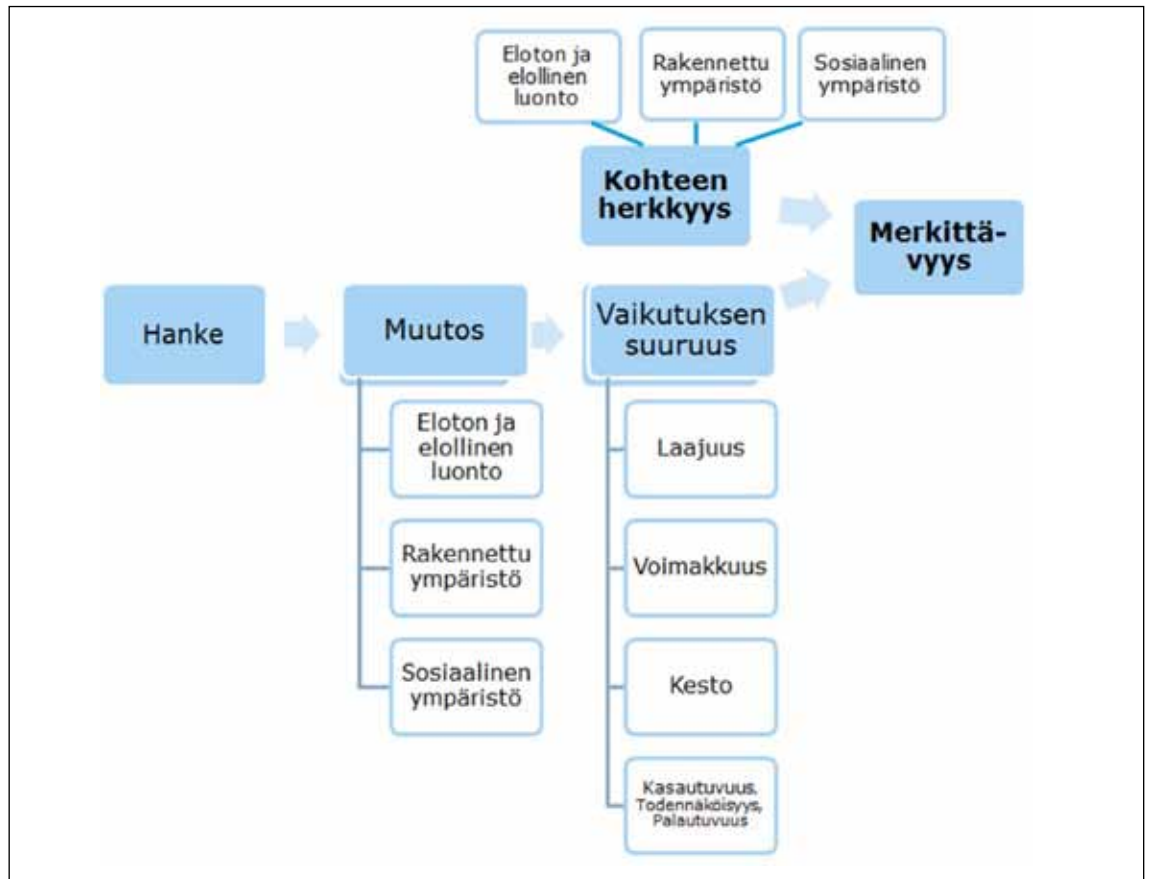 Eloton ja
elollinen
luonto
Rakennettu
ympäristö
Sosiaalinen
ympäristö
Kohteen
herkkyys
Merkittä-
vyys
Hanke
Muutos
Vaikutuksen
suuruus
Eloton ja
elollinen
luonto
Rakennettu
ympäristö
Sosiaalinen
ympäristö
Laajuus
Voimakkuus
Kesto
Kasautuvuus,
Todennäköisyys,
Palautuvuus